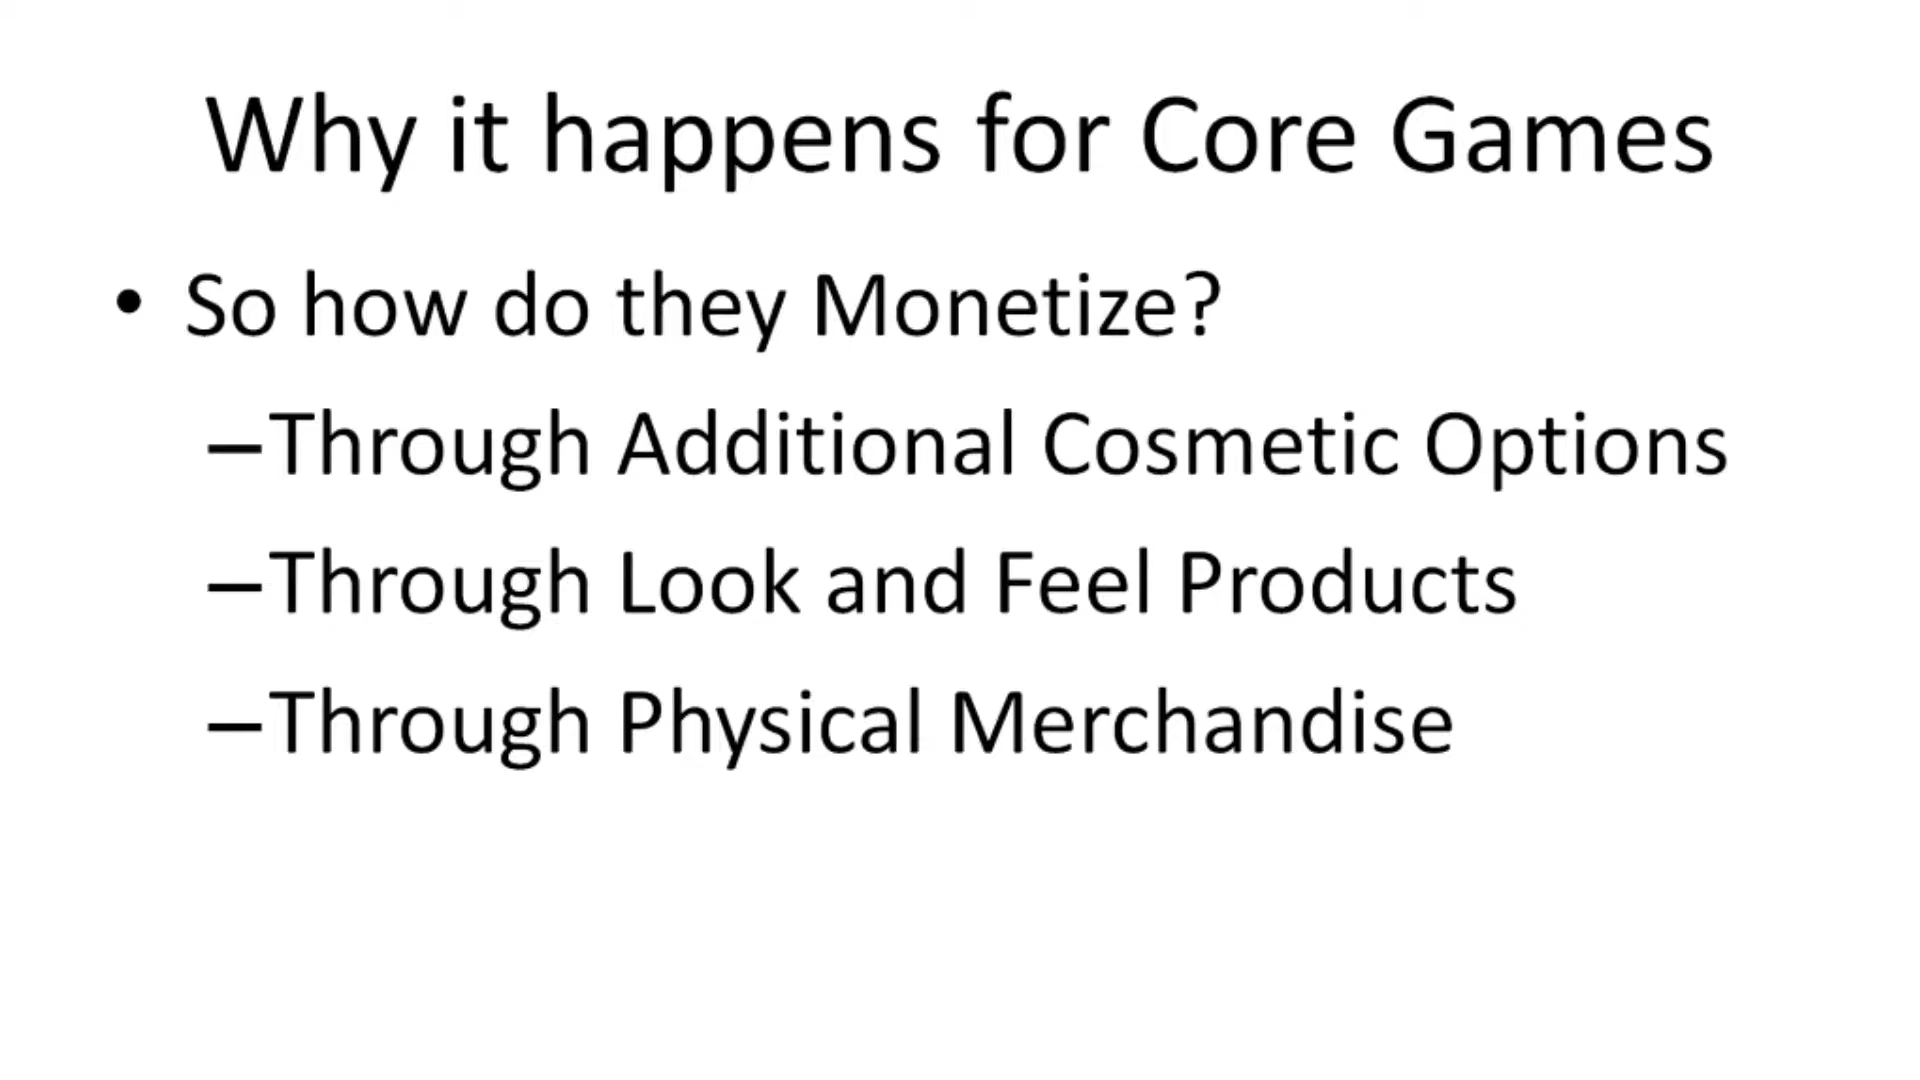 Why it happens for Core Games
• So how do they Monetize?
–Through Additional Cosmetic Options
–Through Look and Feel Products
–Through Physical Merchandise